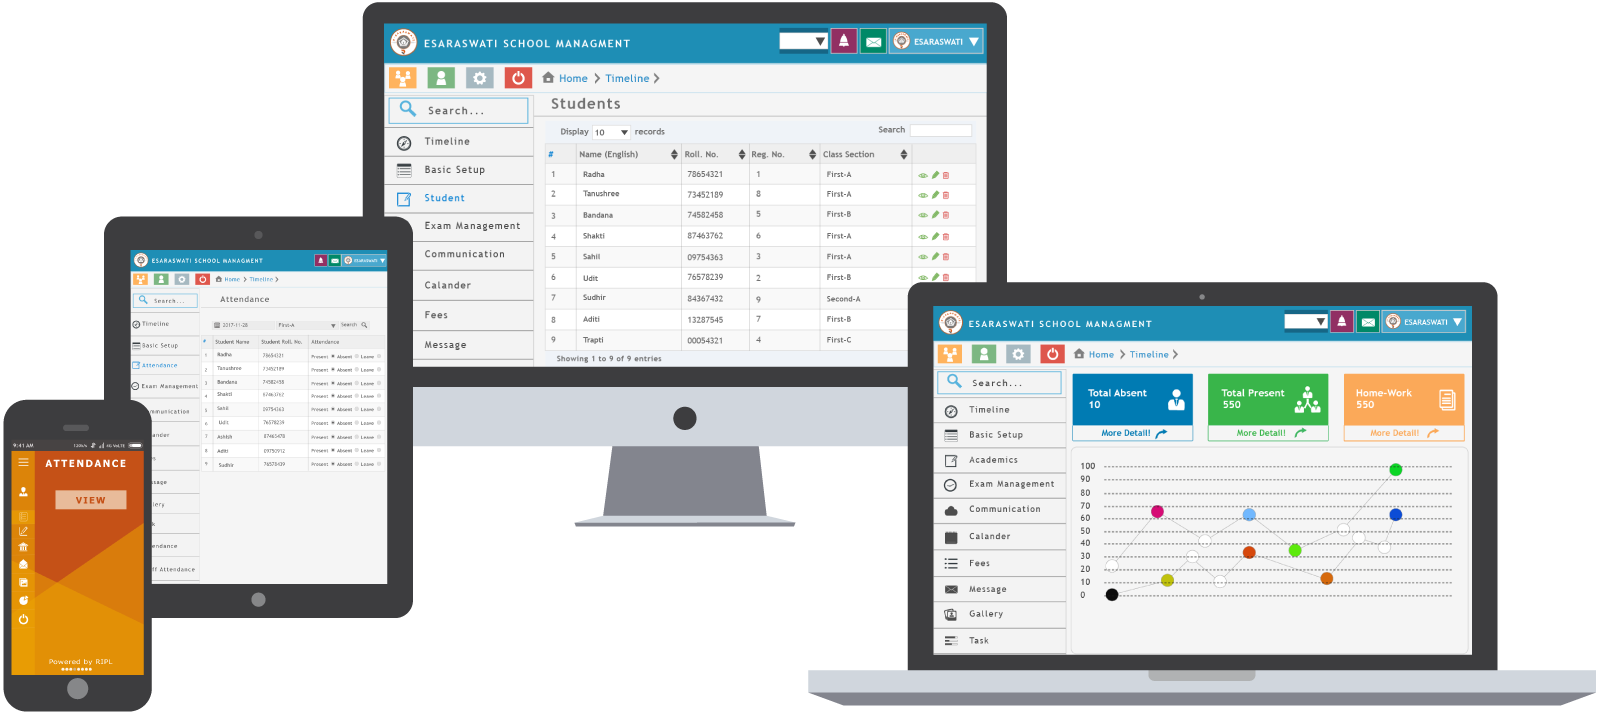 ESARASWATI SCHOOL MANAGMENT
ESARASWATI
Home Timeline
Search...
Timeline
Basic Setup
Student
Exam Management
Communication
Calander
Fees
Message
Students
Display 10 records
Search
# Name (English) Roll. No. Reg. No. Class Section
1 Radha 78654321 1 First-A
2 Tanushree 73452189 8 First-A
3 Bandana 74582458 5 First-B
4 Shakti 87463762 6 First-A
5 Sahil 09754363 3 First-A
6 Udit 76578239 2 First-B
7 Sudhir 84367432 9 Second-A
8 Aditi 13287545 7 First-B
9 Trapti 00054321 4 First-C
Showing 1 to 9 of 9 entries
ESARASWATI SCHOOL MANAGMENT
ESARASWATI
Home Timeline
Search...
Timeline
Basic Setup
Attendance
Exam Management
mmunication
ander
ssage
lery
endance
ff Attendance
Attendance
2017-11-28 First-A Search
# Student Name Student Roll. No. Attendance
1 Radha 78654321 Present Absent Leave
2 Tanushree 73452189 Present Absent Leave
3 Bandana 74582458 Present Absent Leave
4 Shakti 87463762 Present Absent Leave
5 Sahil 09754363 Present Absent Leave
6 Udit 76578239 Present Absent Leave
7 Ashish 87465478 Present Absent Leave
8 Aditi 09750912 Present Absent Leave
9 Sudhir 76578439 Present Absent Leave
9:41 AM
4G VoLTE
ATTENDANCE
VIEW
Powered by RIPL
ESARASWATI SCHOOL MANAGMENT
ESARASWATI
Home Timeline
Search...
Timeline
Basic Setup
Academics
Exam Management
Communication
Calander
Fees
Message
Gallery
Task
Total Absent
10
More Detail!
Total Present
550
More Detail!
Home-Work
550
More Detail!
100
90
80
70
60
50
40
30
20
10
0